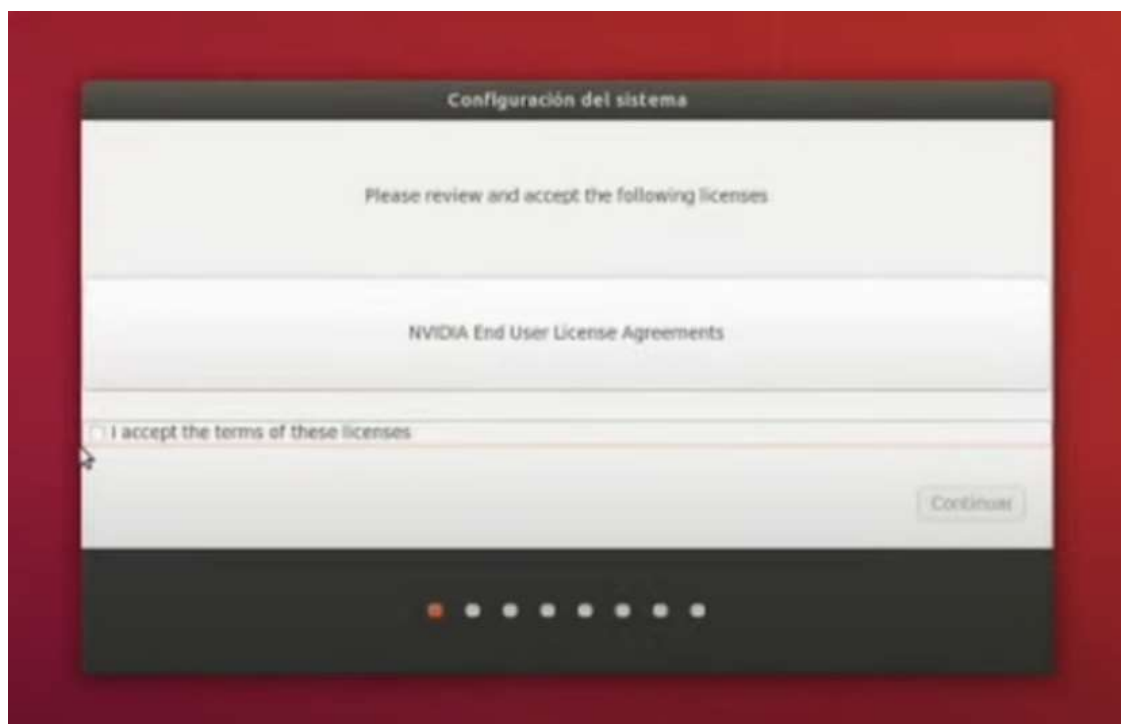 Configuración del sistema
Please review and accept the following licenses
NVIDIA End User License Agreements
I accept the terms of these licenses
Continuar